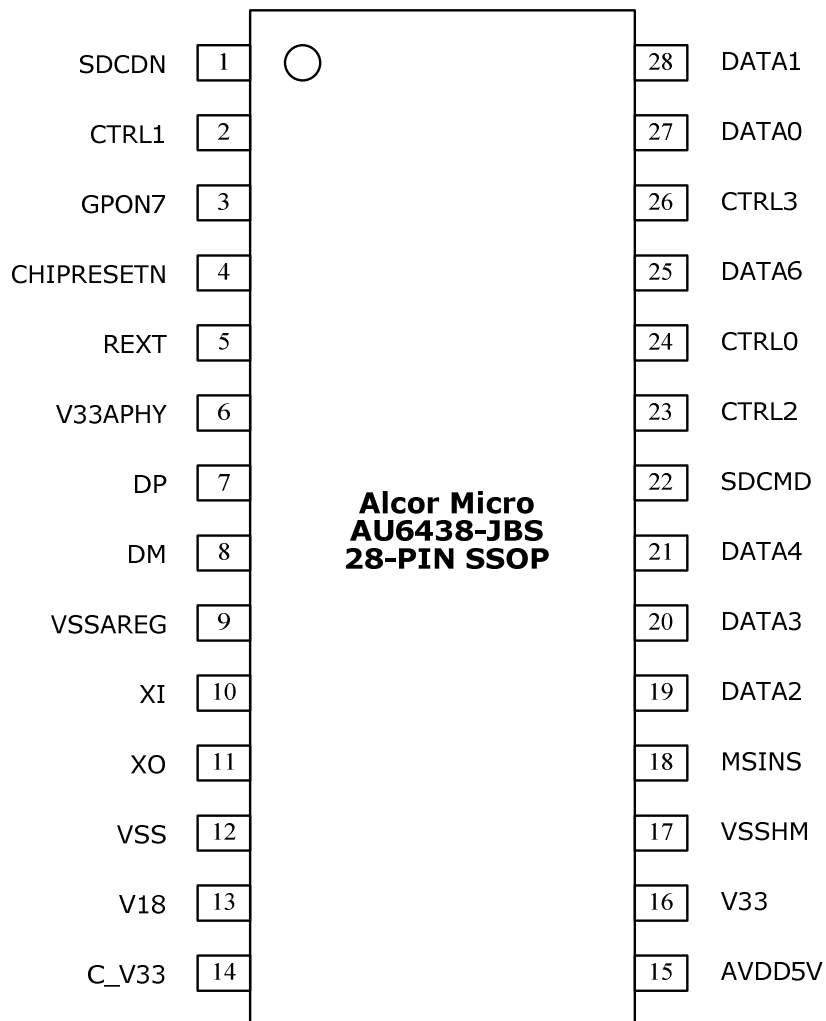 SDCDN 1 28 DATA1
CTRL1 2 27 DATA0
GPON7 3 26 CTRL3
CHIPRESETN 4 25 DATA6
REXT 5 24 CTRL0
V33APHY 6 23 CTRL2
DP 7 22 SDCMD
Alcor Micro
AU6438-JBS
28-PIN SSOP
DM 8 21 DATA4
VSSAREG 9 20 DATA3
XI 10 19 DATA2
XO 11 18 MSINS
VSS 12 17 VSSHM
V18 13 16 V33
C_V33 14 15 AVDD5V